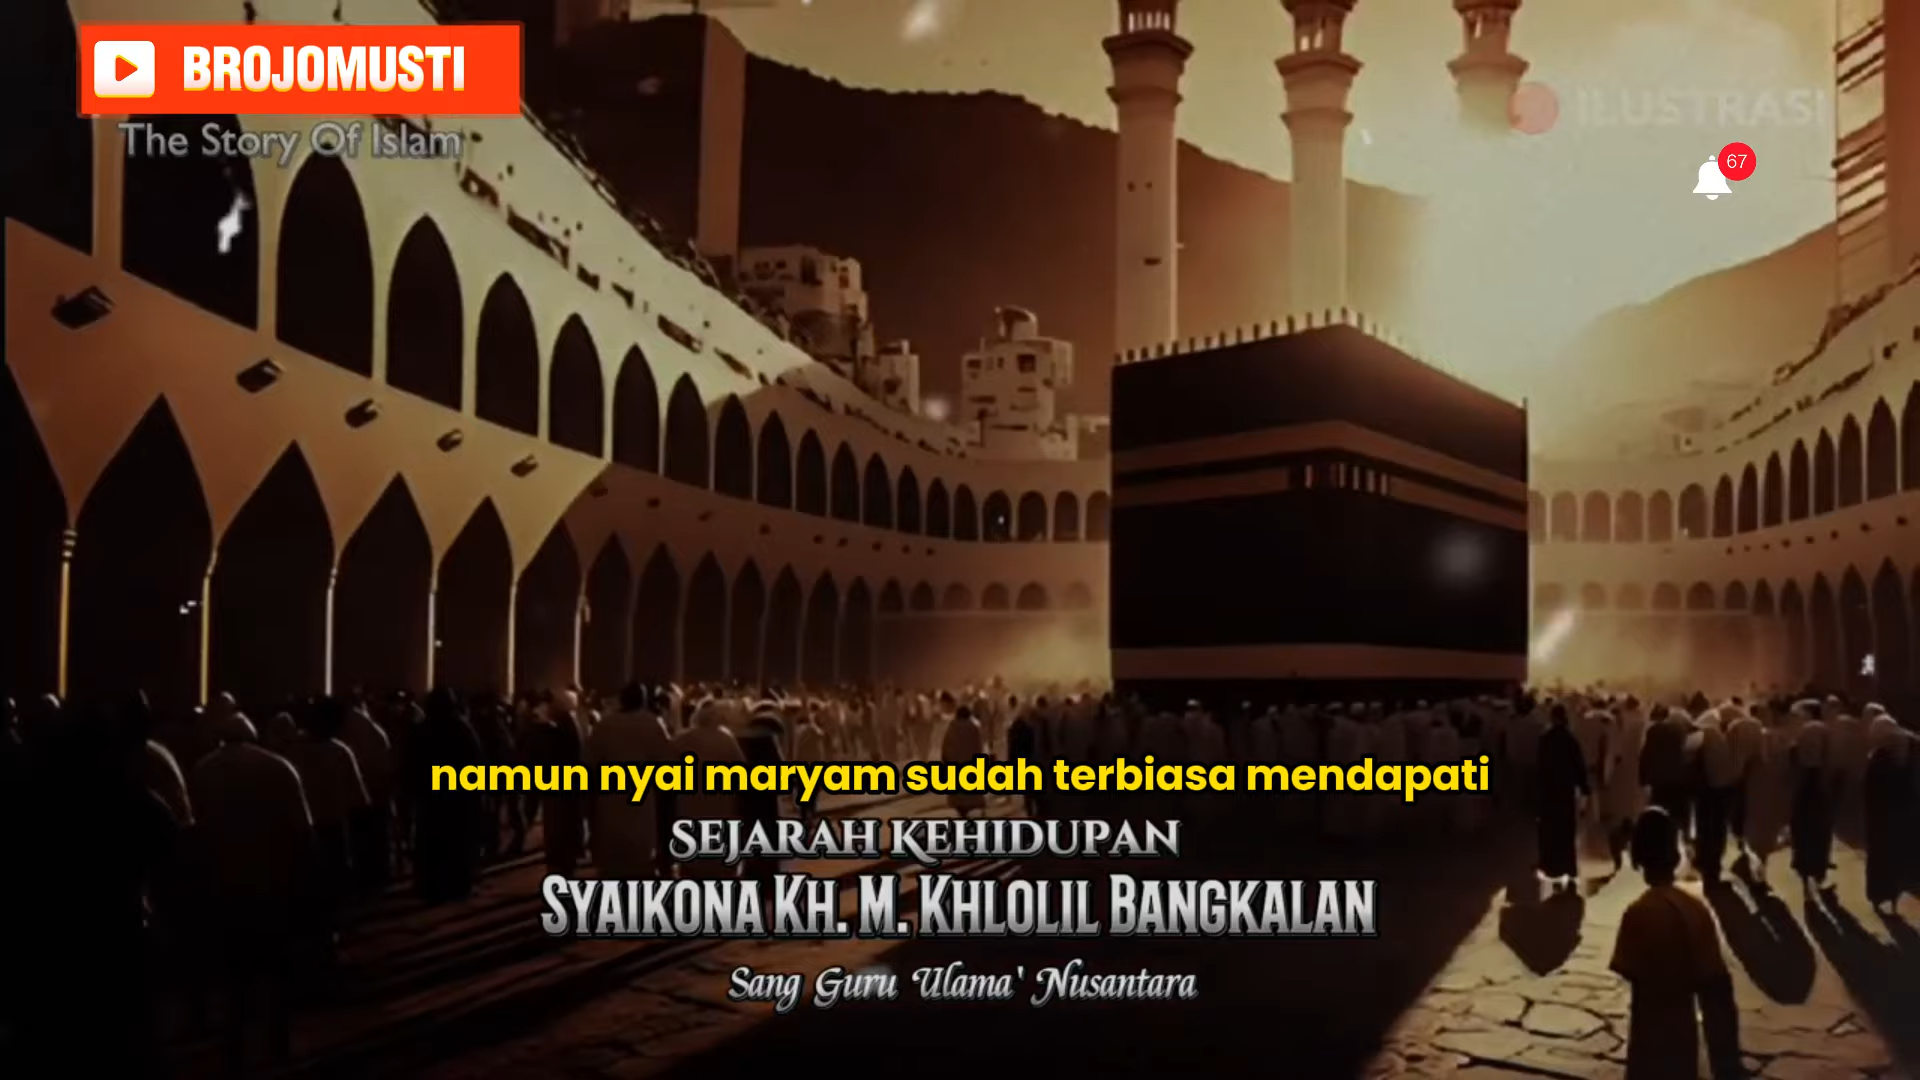 BROJOMUSTI
The Story Of Islam
ILUSTRASI
67
namun nyai maryam sudah terbiasa mendapati
SEJARAH KEHIDUPAN
SYAIKONA KH. M. KHLOLIL BANGKALAN
Sang Guru Ulama' Nusantara